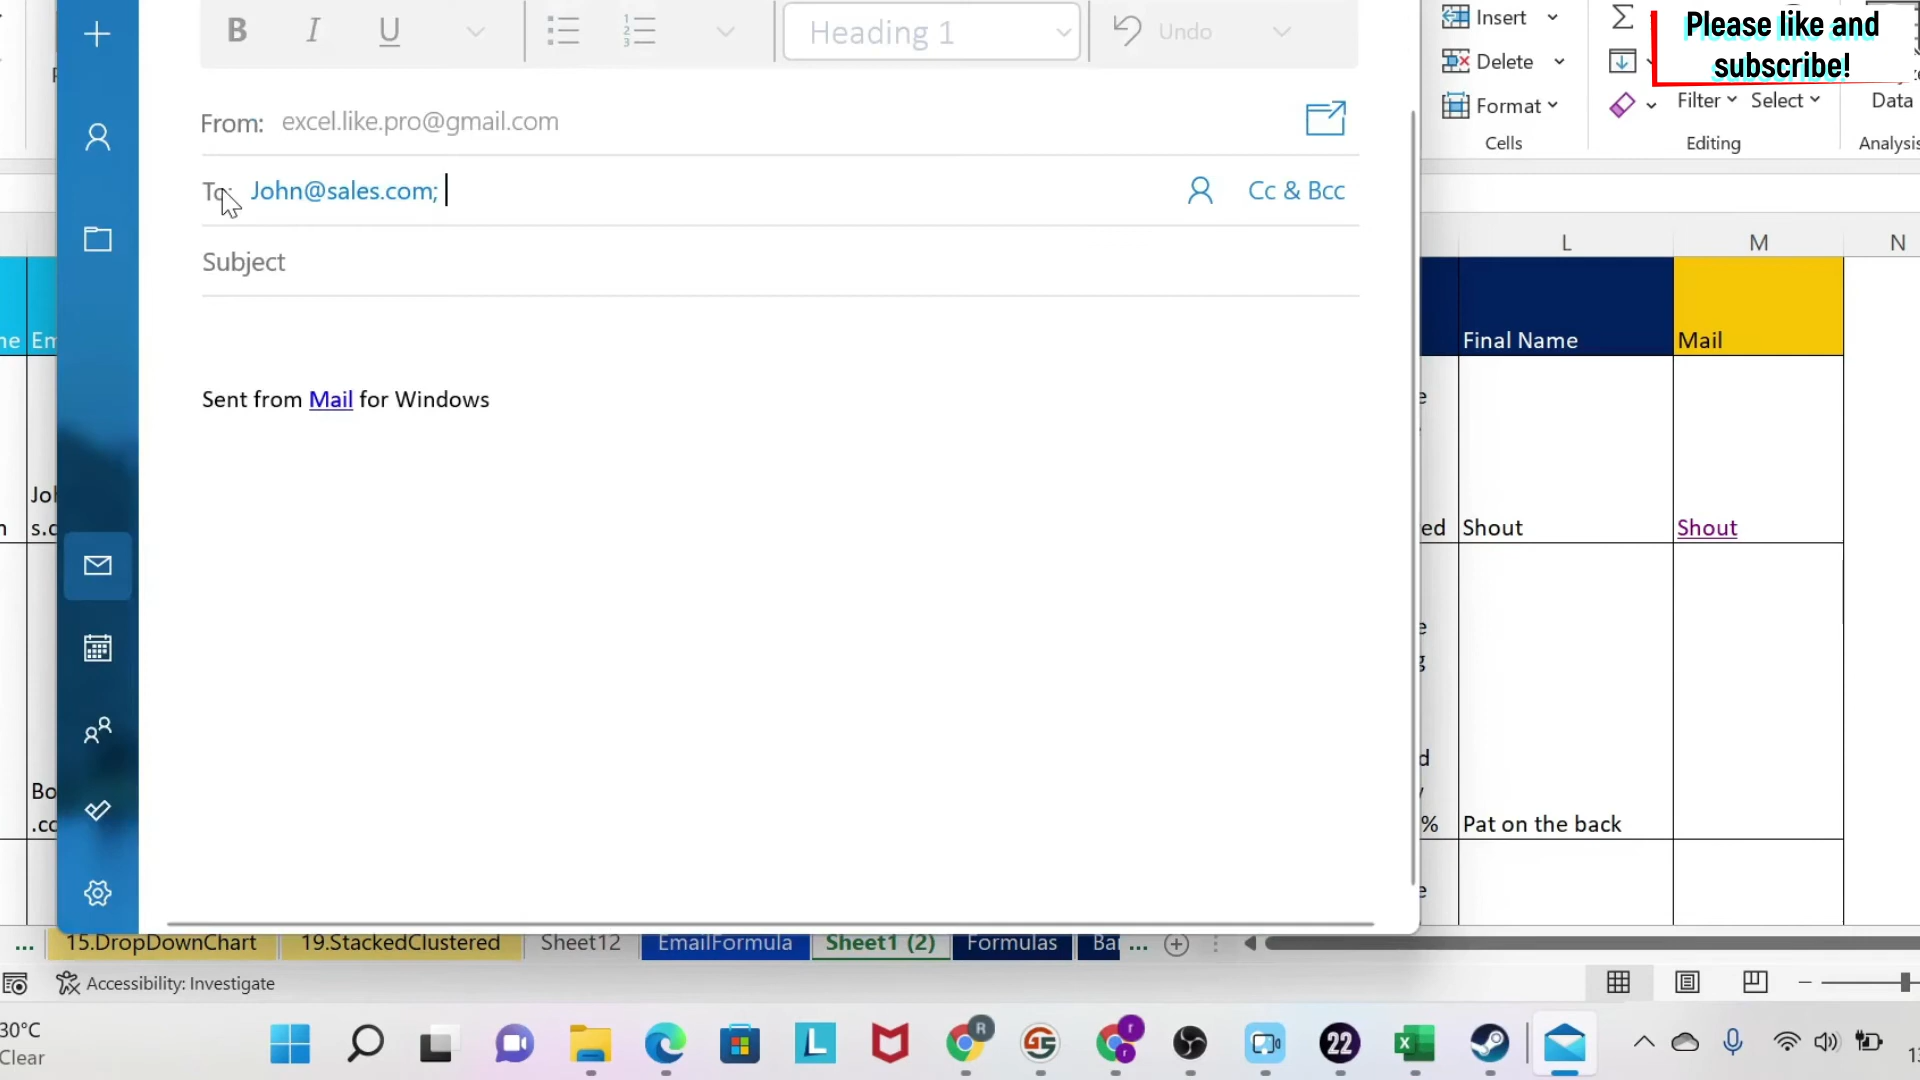 Please like and
subscribe!
B I U
Heading 1
Undo
Insert
Delete
Format
Filter
Select
Data
Cells
Editing
Analysis
From: excel.like.pro@gmail.com
To: John@sales.com;
Cc & Bcc
Subject
Sent from Mail for Windows
L M N
Final Name
Mail
ed
Shout
Shout
s.c
.cc
%
Pat on the back
... 15.DropDownChart 19.StackedClustered Sheet12 EmailFormula Sheet1 (2) Formulas Ba ...
Accessibility: Investigate
30°C
Clear
22